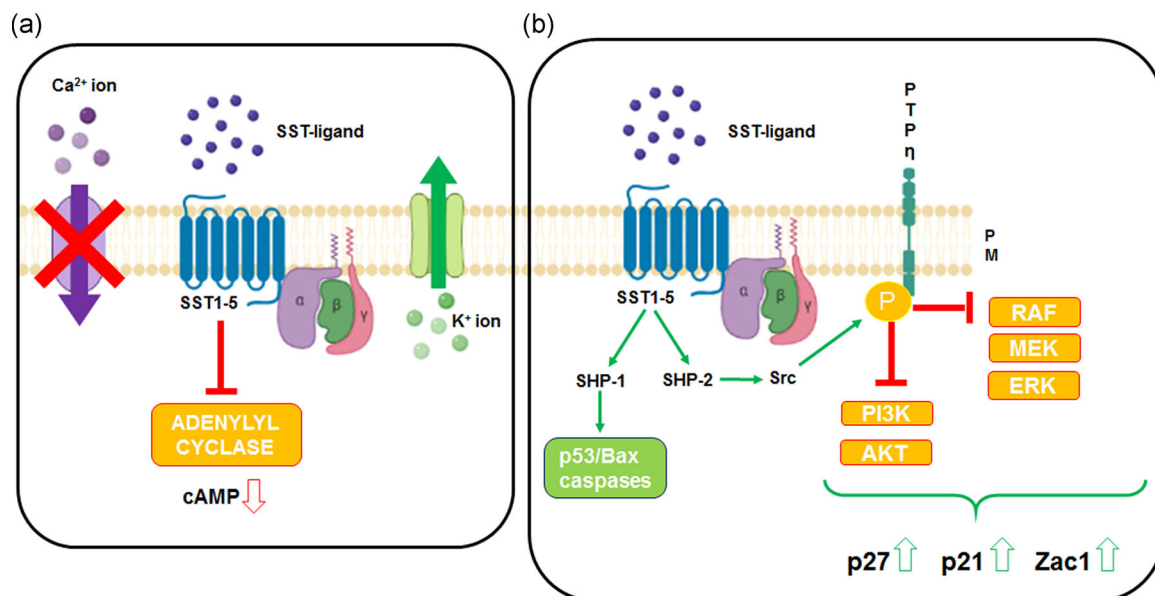 (a)
Ca²⁺ ion
SST-ligand
SST1-5
α
β
γ
K⁺ ion
ADENYLYL
CYCLASE
cAMP
(b)
SST-ligand
P
T
P
η
P
M
SST1-5
α
β
γ
P
RAF
MEK
ERK
SHP-1
SHP-2
Src
PI3K
AKT
p53/Bax
caspases
p27
p21
Zac1